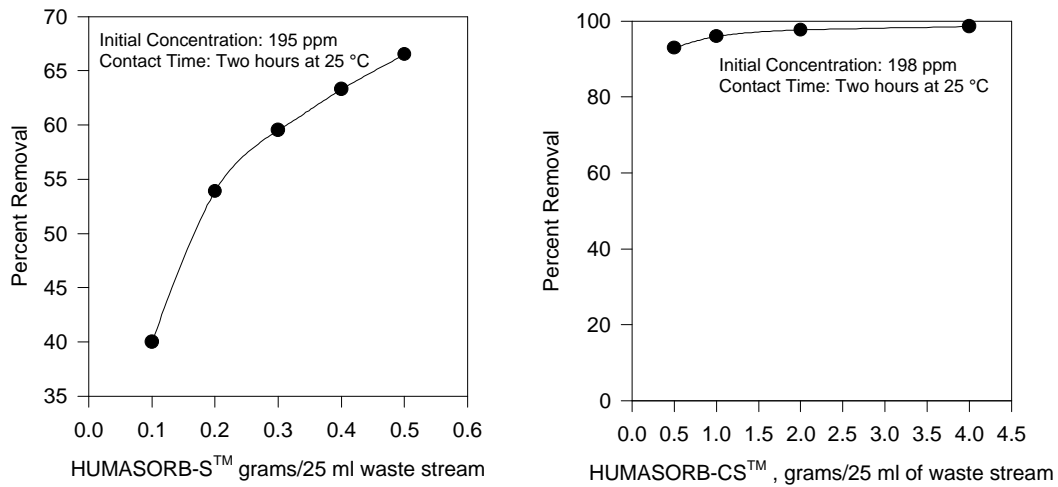 70
65
60
55
50
45
40
35
Percent Removal
Initial Concentration: 195 ppm
Contact Time: Two hours at 25 °C
0.0 0.1 0.2 0.3 0.4 0.5 0.6
HUMASORB-S™ grams/25 ml waste stream
100
80
60
40
20
0
Percent Removal
Initial Concentration: 198 ppm
Contact Time: Two hours at 25 °C
0.0 0.5 1.0 1.5 2.0 2.5 3.0 3.5 4.0 4.5
HUMASORB-CS™ , grams/25 ml of waste stream